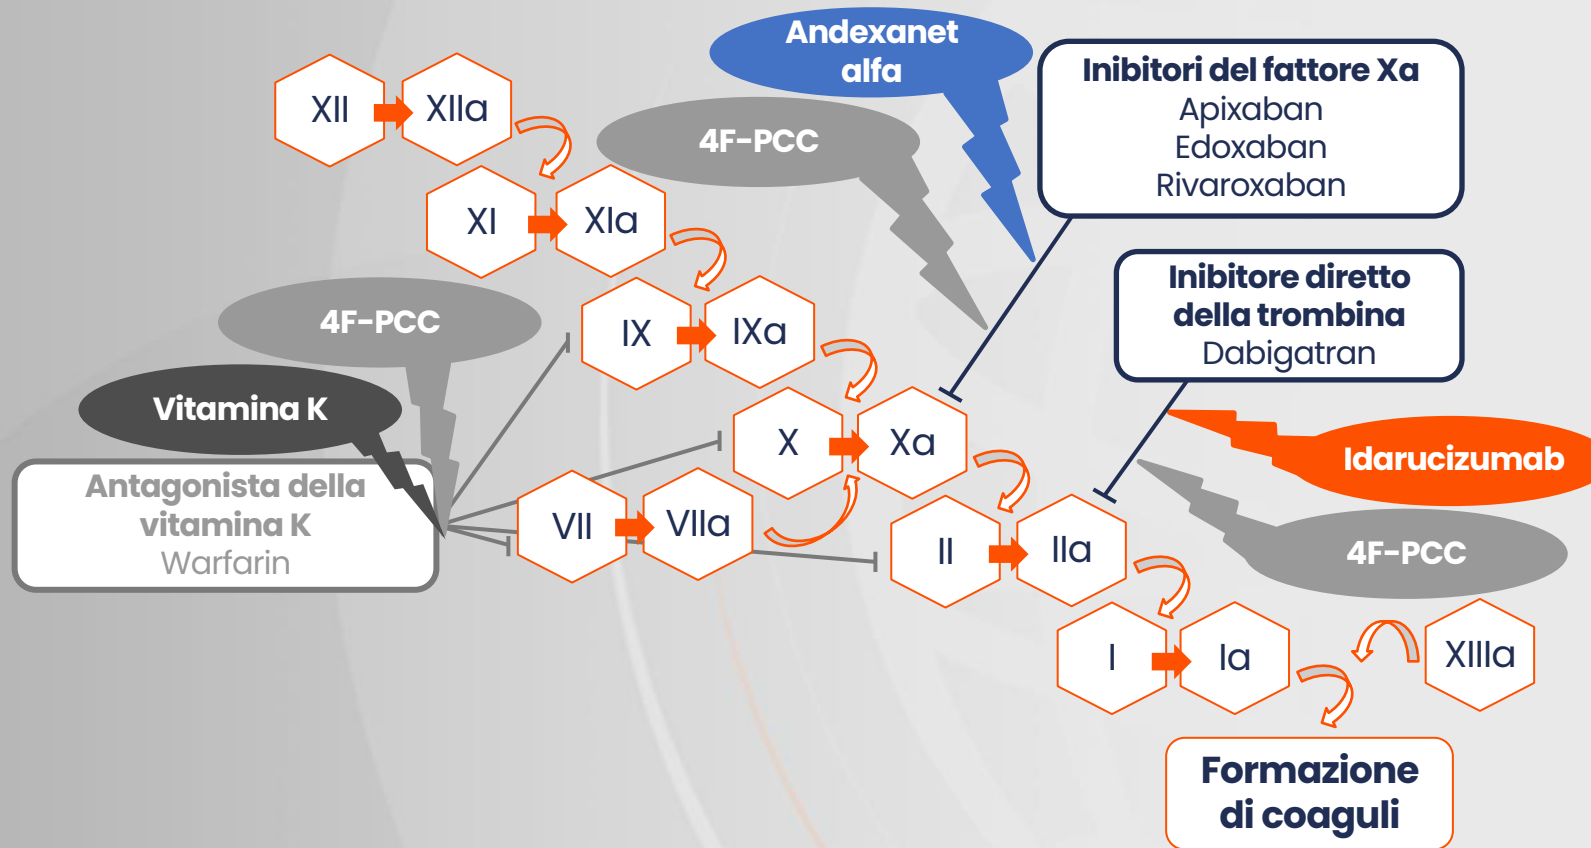 Andexanet
alfa
Inibitori del fattore Xa
Apixaban
Edoxaban
Rivaroxaban
XII
XIIa
4F-PCC
XI
XIa
Inibitore diretto
della trombina
Dabigatran
4F-PCC
IX
IXa
Vitamina K
X
Xa
Idarucizumab
Antagonista della
vitamina K
Warfarin
VII
VIIa
II
IIa
4F-PCC
I
Ia
XIIIa
Formazione
di coaguli